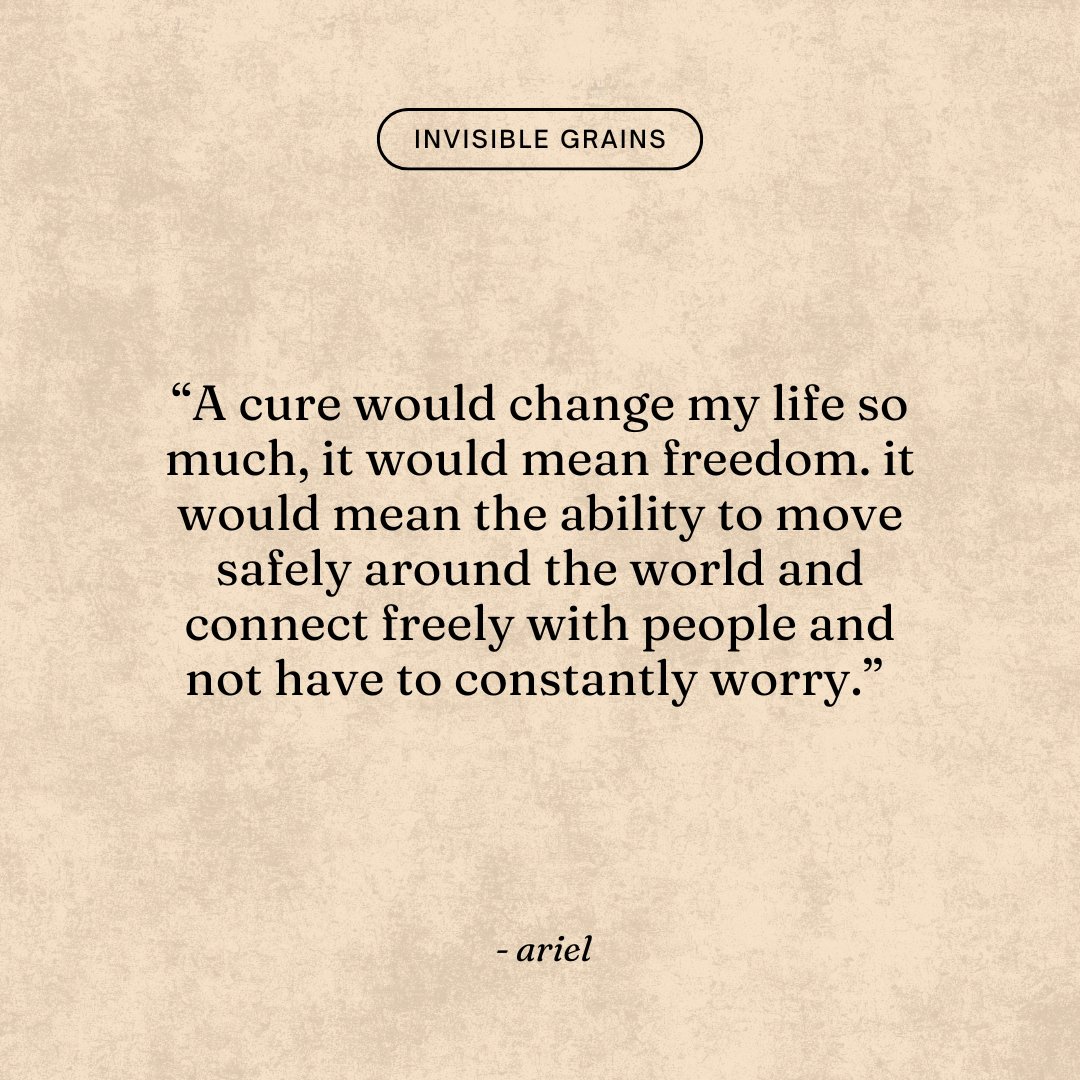 INVISIBLE GRAINS
“A cure would change my life so
much, it would mean freedom. it
would mean the ability to move
safely around the world and
connect freely with people and
not have to constantly worry.”
- ariel